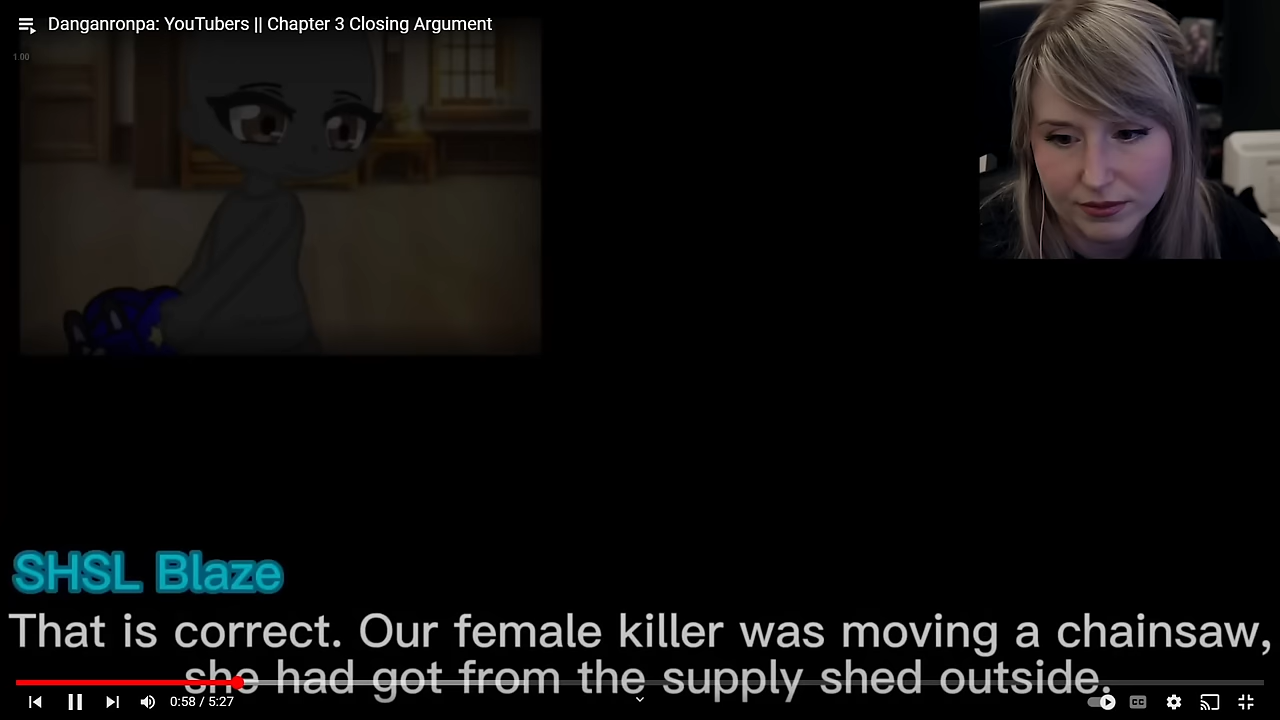 Danganronpa: YouTubers || Chapter 3 Closing Argument
1.00
SHSL Blaze
That is correct. Our female killer was moving a chainsaw,
she had got from the supply shed outside.
0:58 / 5:27
CC